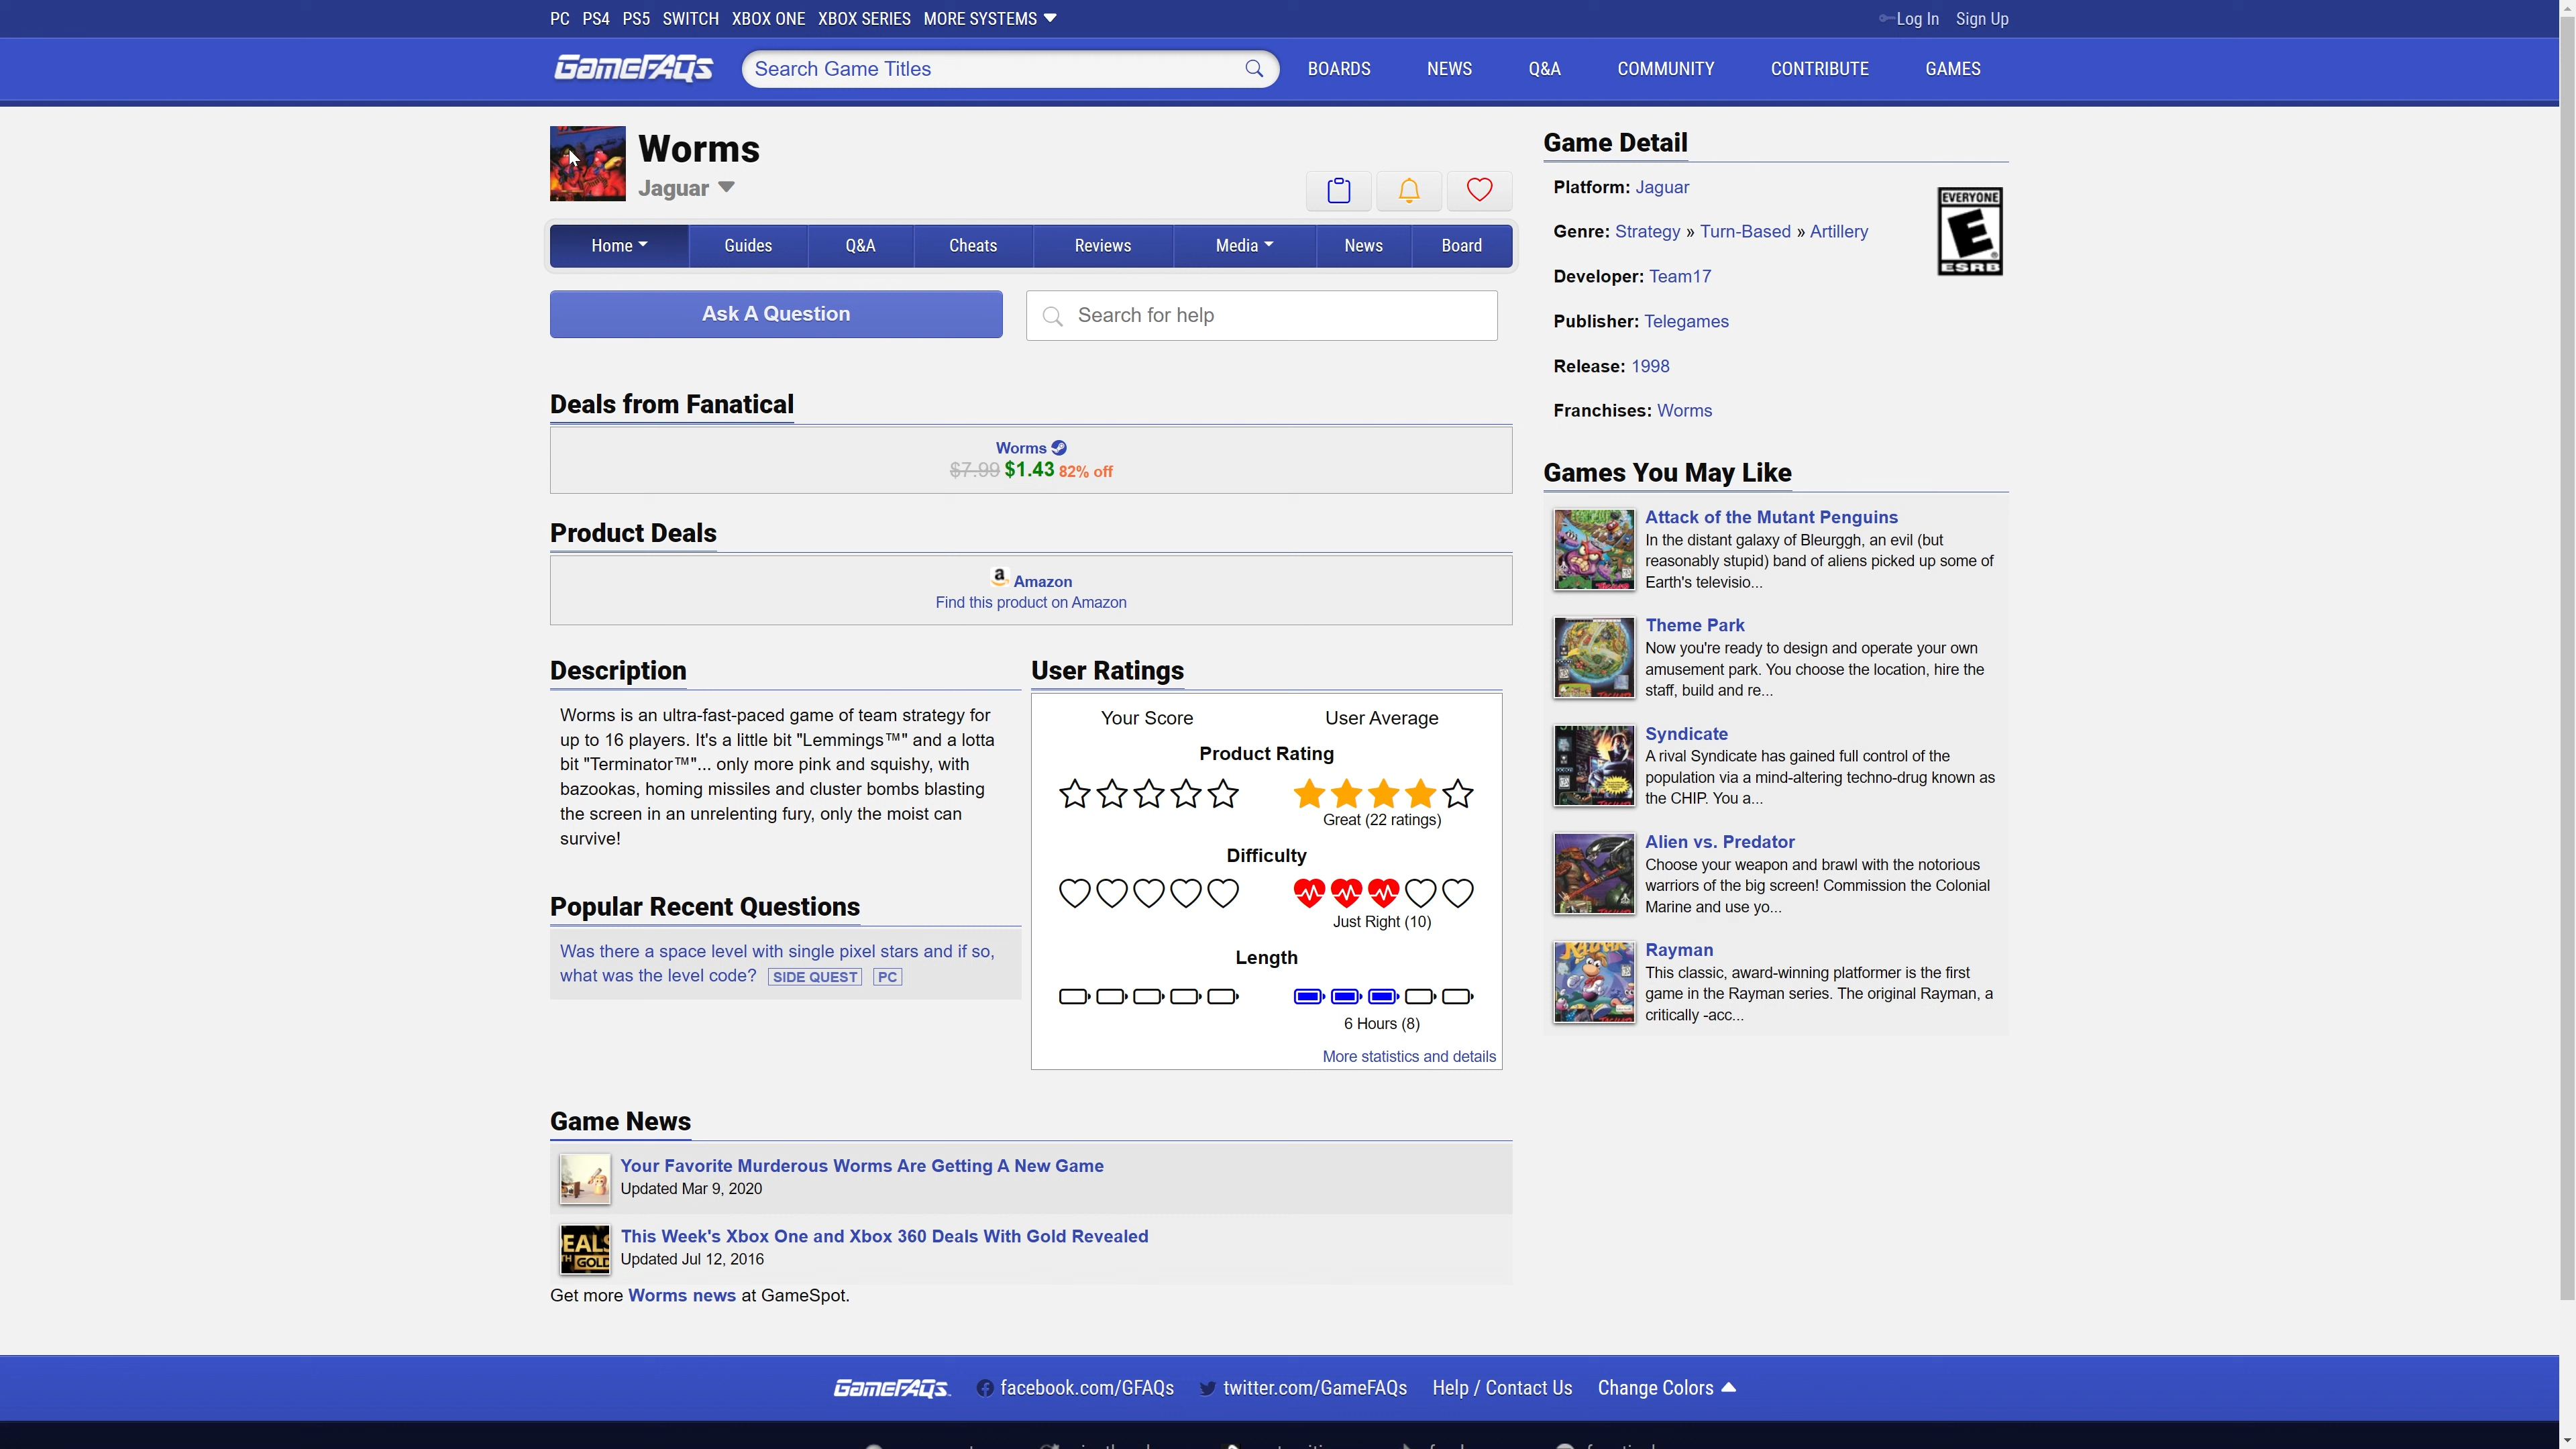 PC PS4 PS5 SWITCH XBOX ONE XBOX SERIES MORE SYSTEMS
Log In Sign Up
GameFAQs
Search Game Titles
BOARDS NEWS Q&A COMMUNITY CONTRIBUTE GAMES
Worms
Jaguar
Home Guides Q&A Cheats Reviews Media News Board
Ask A Question
Search for help
Deals from Fanatical
Worms
$7.99 $1.43 82% off
Product Deals
Amazon
Find this product on Amazon
Description
Worms is an ultra-fast-paced game of team strategy for
up to 16 players. It's a little bit "Lemmings™" and a lotta
bit "Terminator™"... only more pink and squishy, with
bazookas, homing missiles and cluster bombs blasting
the screen in an unrelenting fury, only the moist can
survive!
Popular Recent Questions
Was there a space level with single pixel stars and if so,
what was the level code? SIDE QUEST PC
User Ratings
Your Score User Average
Product Rating
Great (22 ratings)
Difficulty
Just Right (10)
Length
6 Hours (8)
More statistics and details
Game News
Your Favorite Murderous Worms Are Getting A New Game
Updated Mar 9, 2020
EALS
TH GOLD
This Week's Xbox One and Xbox 360 Deals With Gold Revealed
Updated Jul 12, 2016
Get more Worms news at GameSpot.
Game Detail
Platform: Jaguar
Genre: Strategy » Turn-Based » Artillery
Developer: Team17
Publisher: Telegames
Release: 1998
Franchises: Worms
EVERYONE
E
ESRB
Games You May Like
Attack of the Mutant Penguins
In the distant galaxy of Bleurggh, an evil (but
reasonably stupid) band of aliens picked up some of
Earth's televisio...
Theme Park
Now you're ready to design and operate your own
amusement park. You choose the location, hire the
staff, build and re...
Syndicate
A rival Syndicate has gained full control of the
population via a mind-altering techno-drug known as
the CHIP. You a...
Alien vs. Predator
Choose your weapon and brawl with the notorious
warriors of the big screen! Commission the Colonial
Marine and use yo...
Rayman
This classic, award-winning platformer is the first
game in the Rayman series. The original Rayman, a
critically -acc...
GameFAQs facebook.com/GFAQs twitter.com/GameFAQs Help / Contact Us Change Colors